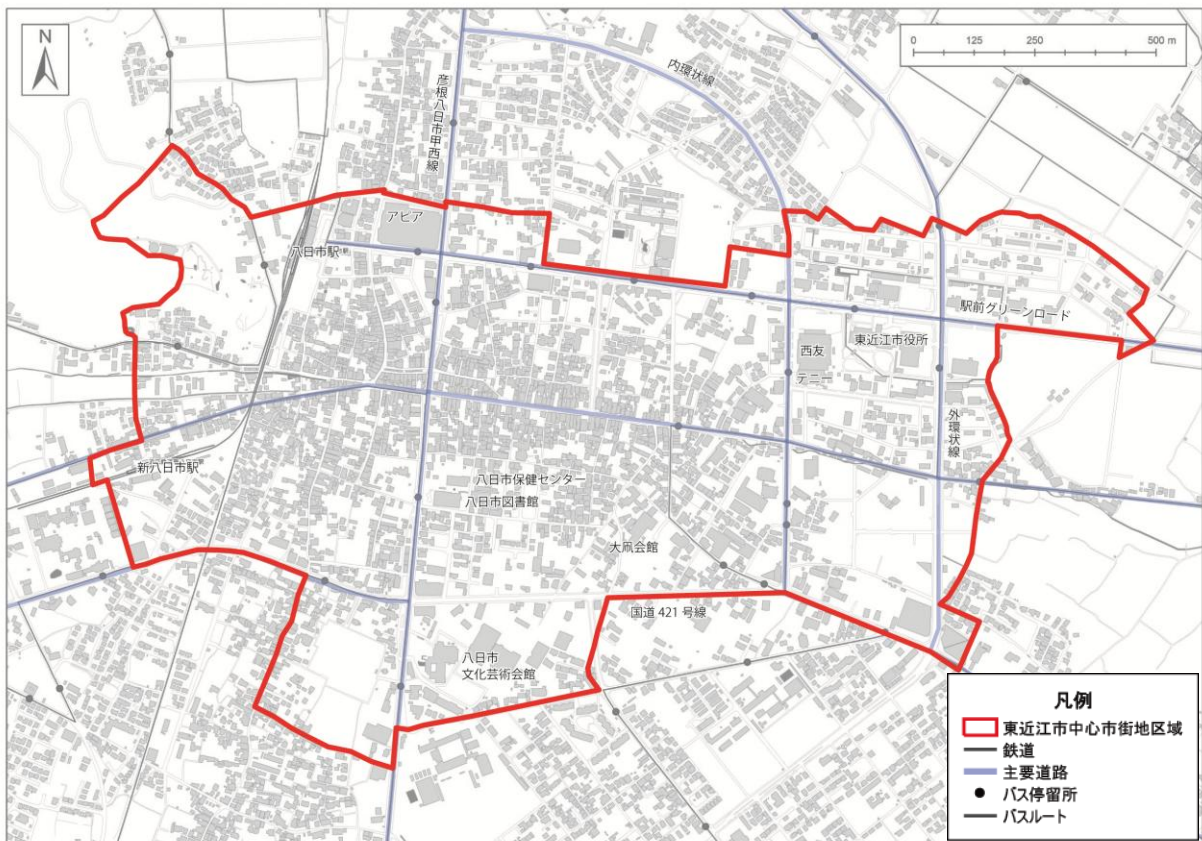 N
0 125 250 500 m
内環状線
彦根八日市甲西線
アピア
八日市駅
駅前グリーンロード
西友
東近江市役所
テニー
外環状線
新八日市駅
八日市保健センター
八日市図書館
大凧会館
国道 421 号線
八日市
文化芸術会館
凡例
東近江市中心市街地区域
鉄道
主要道路
バス停留所
バスルート